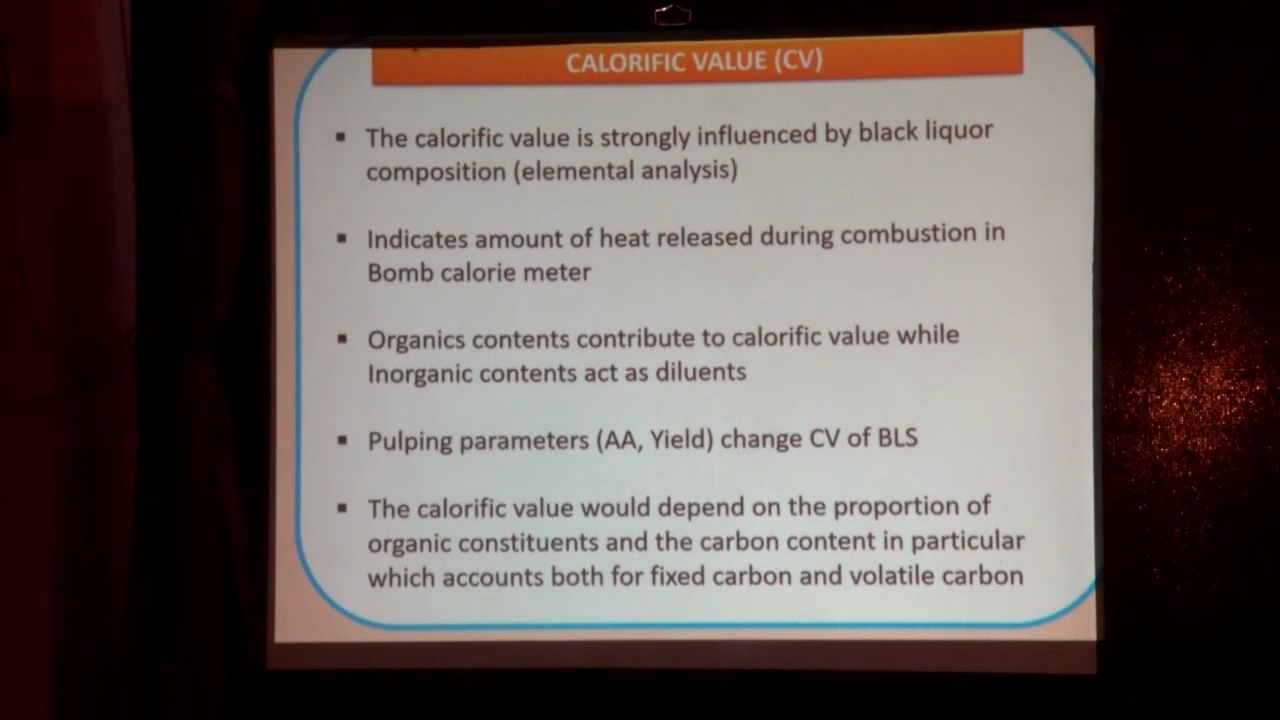 CALORIFIC VALUE (CV)
▪ The calorific value is strongly influenced by black liquor
composition (elemental analysis)
▪ Indicates amount of heat released during combustion in
Bomb calorie meter
▪ Organics contents contribute to calorific value while
Inorganic contents act as diluents
▪ Pulping parameters (AA, Yield) change CV of BLS
▪ The calorific value would depend on the proportion of
organic constituents and the carbon content in particular
which accounts both for fixed carbon and volatile carbon